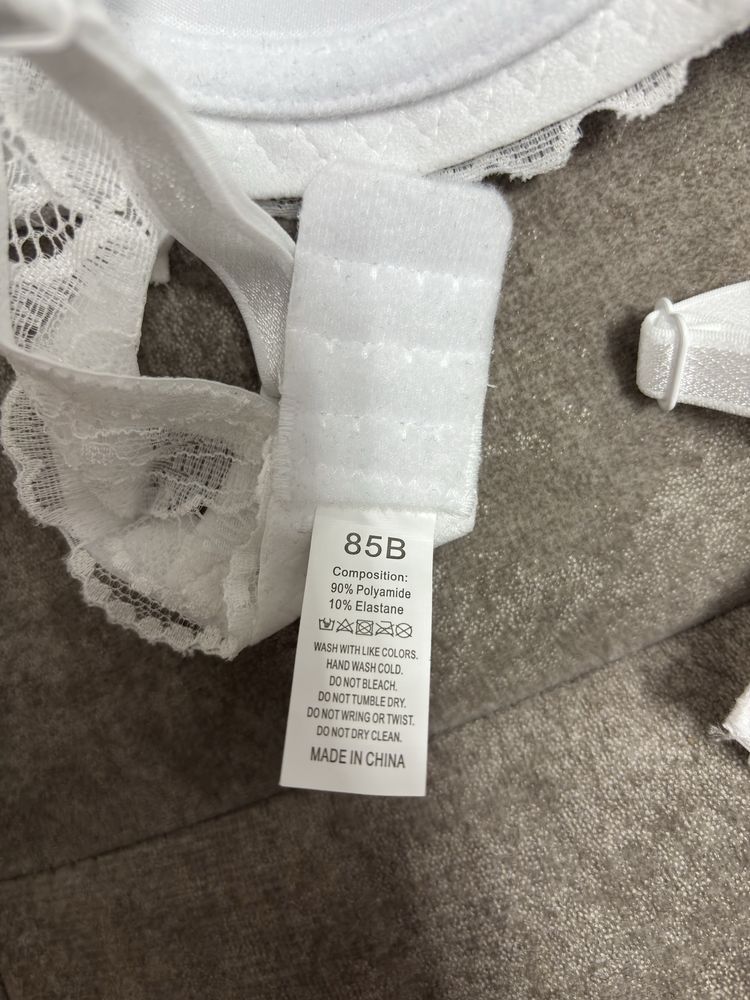 85B
Composition:
90% Polyamide
10% Elastane
WASH WITH LIKE COLORS.
HAND WASH COLD.
DO NOT BLEACH.
DO NOT TUMBLE DRY.
DO NOT WRING OR TWIST.
DO NOT DRY CLEAN.
MADE IN CHINA